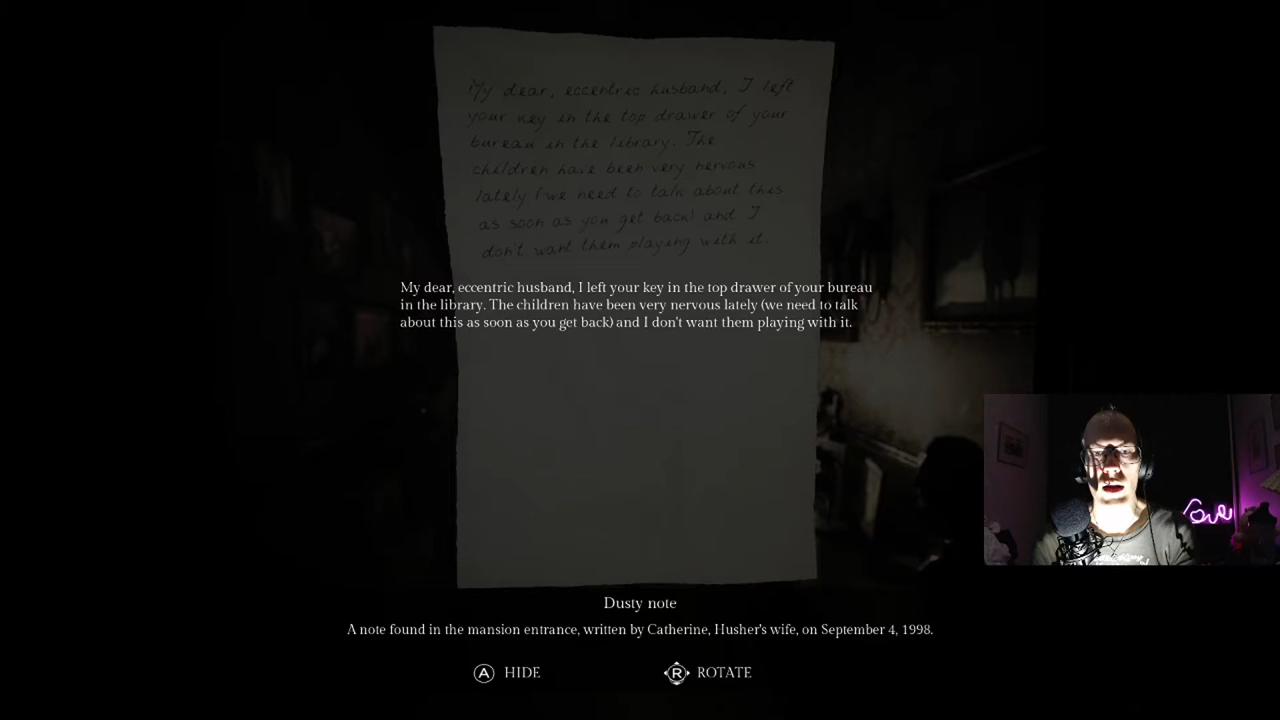 My dear, eccentric husband, I left
your key in the top drawer of your
bureau in the library. The
children have been very nervous
lately (we need to talk about this
as soon as you get back) and I
don't want them playing with it.
My dear, eccentric husband, I left your key in the top drawer of your bureau
in the library. The children have been very nervous lately (we need to talk
about this as soon as you get back) and I don't want them playing with it.
Love
Dusty note
A note found in the mansion entrance, written by Catherine, Husher's wife, on September 4, 1998.
A HIDE R ROTATE